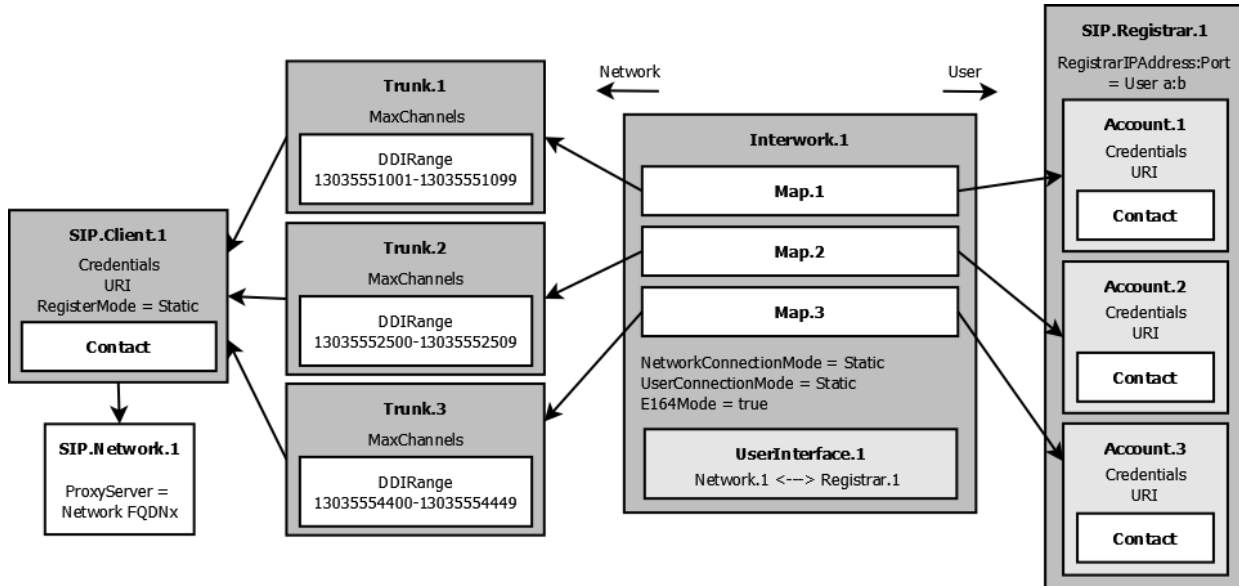 SIP.Client.1
Credentials
URI
RegisterMode = Static
Contact
SIP.Network.1
ProxyServer =
Network FQDNx
Trunk.1
MaxChannels
DDIRange
13035551001-13035551099
Trunk.2
MaxChannels
DDIRange
13035552500-13035552509
Trunk.3
MaxChannels
DDIRange
13035554400-13035554449
Network
User
Interwork.1
Map.1
Map.2
Map.3
NetworkConnectionMode = Static
UserConnectionMode = Static
E164Mode = true
UserInterface.1
Network.1 <---> Registrar.1
SIP.Registrar.1
RegistrarIPAddress:Port
= User a:b
Account.1
Credentials
URI
Contact
Account.2
Credentials
URI
Contact
Account.3
Credentials
URI
Contact